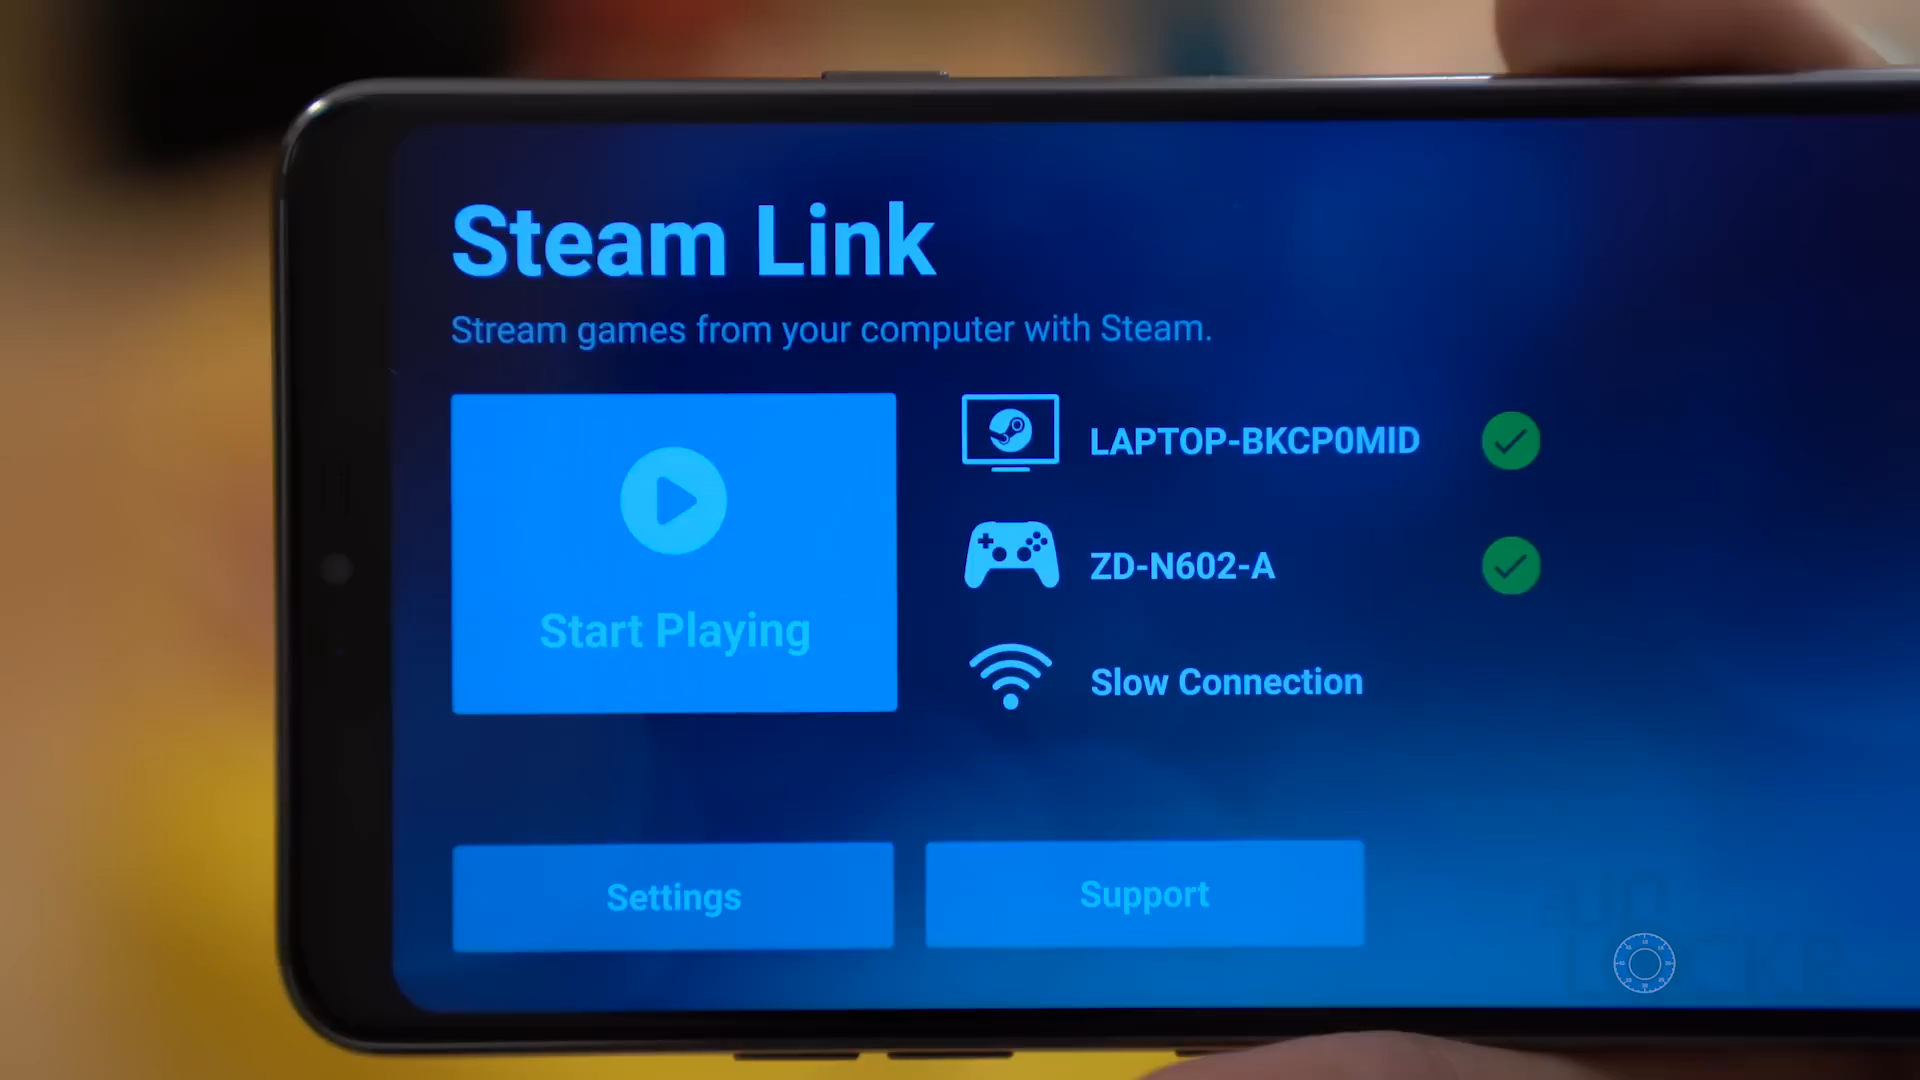 Steam Link
Stream games from your computer with Steam.
Start Playing
LAPTOP-BKCP0MID
ZD-N602-A
Slow Connection
Settings
Support